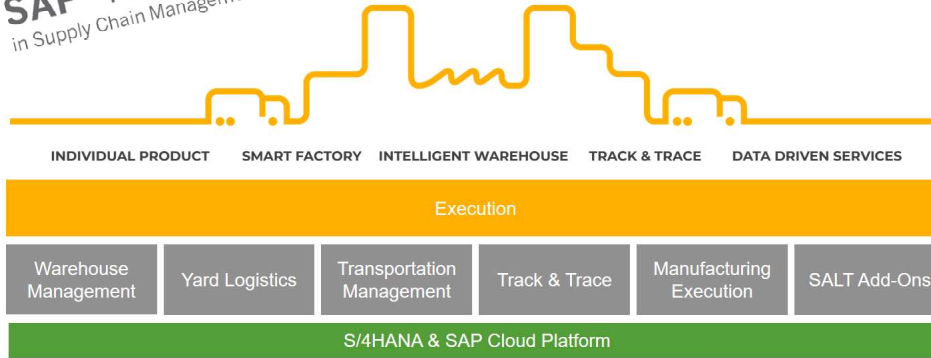 SAP
in Supply Chain Manageme
INDIVIDUAL PRODUCT SMART FACTORY INTELLIGENT WAREHOUSE TRACK & TRACE DATA DRIVEN SERVICES
Execution
Warehouse Management
Yard Logistics
Transportation Management
Track & Trace
Manufacturing Execution
SALT Add-Ons
S/4HANA & SAP Cloud Platform